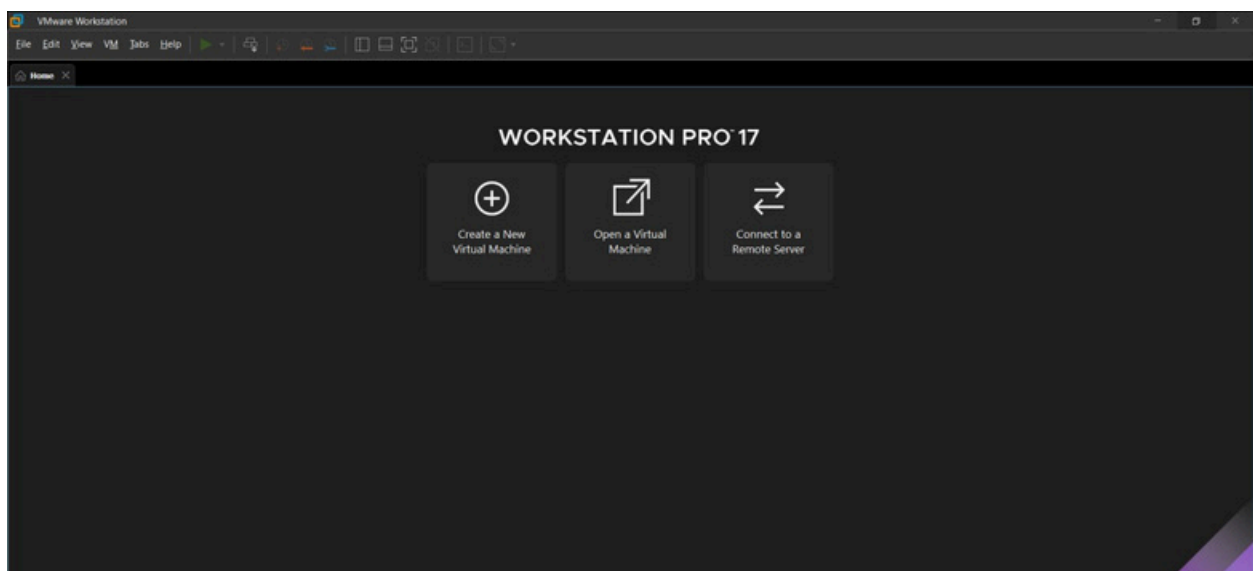 VMware Workstation
File Edit View VM Tabs Help
Home
WORKSTATION PRO™ 17
Create a New
Virtual Machine
Open a Virtual
Machine
Connect to a
Remote Server